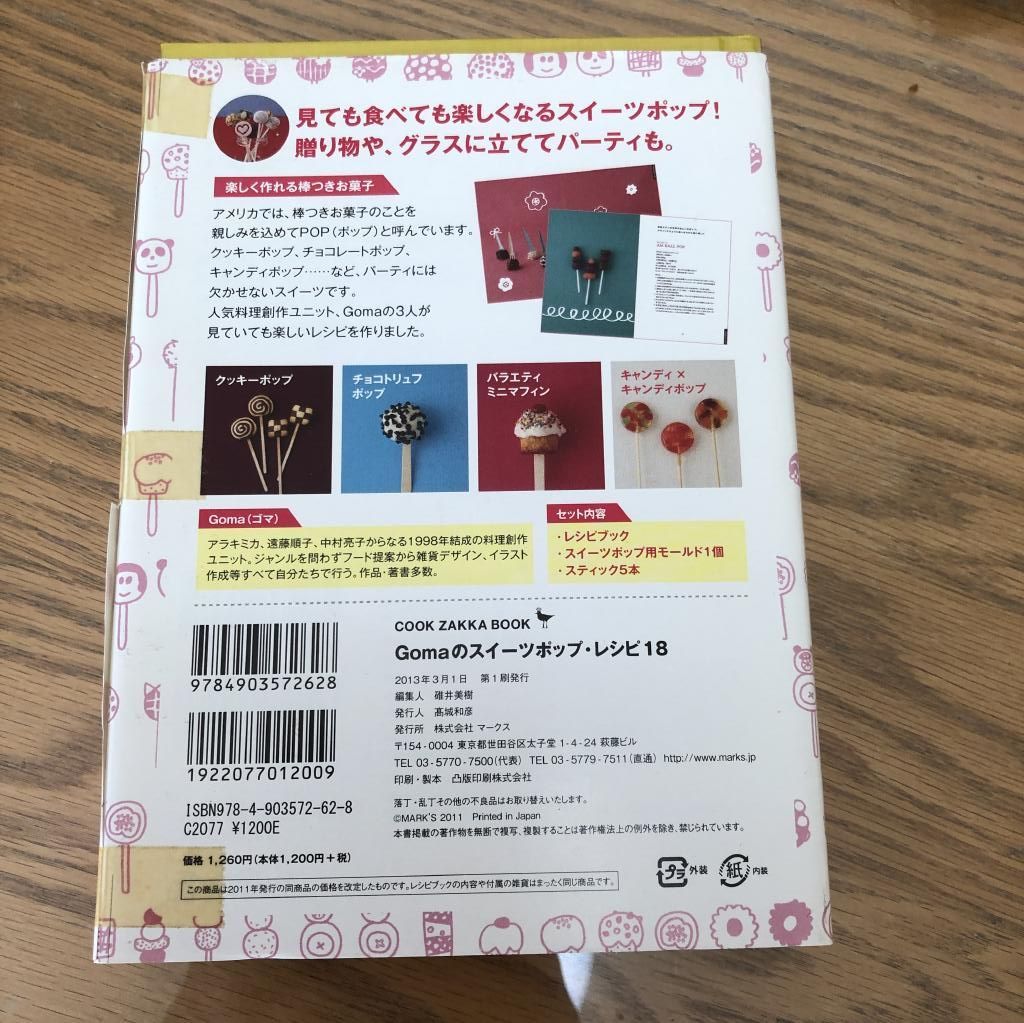 見ても食べても楽しくなるスイーツポップ!
贈り物や、グラスに立ててパーティも。
楽しく作れる棒つきお菓子
アメリカでは、棒つきお菓子のことを
親しみを込めてPOP(ポップ)と呼んでいます。
クッキーポップ、チョコレートポップ、
キャンディポップ……など、パーティには
欠かせないスイーツです。
人気料理創作ユニット、Gomaの3人が
見ていても楽しいレシピを作りました。
クッキーポップ
チョコトリュフ
ポップ
バラエティ
ミニマフィン
キャンディ×
キャンディポップ
Goma(ゴマ)
アラキミカ、遠藤順子、中村亮子からなる1998年結成の料理創作
ユニット。ジャンルを問わずフード提案から雑貨デザイン、イラスト
作成等すべて自分たちで行う。作品・著書多数。
セット内容
・レシピブック
・スイーツポップ用モールド1個
・スティック5本
9784903572628
1922077012009
ISBN978-4-903572-62-8
C2077 ¥1200E
COOK ZAKKA BOOK
Gomaのスイーツポップ・レシピ18
2013年3月1日 第1刷発行
編集人 碓井美樹
発行人 髙城和彦
発行所 株式会社 マークス
〒154-0004 東京都世田谷区太子堂 1-4-24 萩藤ビル
TEL 03-5770-7500(代表) TEL 03-5779-7511(直通) http://www.marks.jp
印刷・製本 凸版印刷株式会社
落丁・乱丁その他の不良品はお取り替えいたします。
©MARK'S 2011 Printed in Japan
本書掲載の著作物を無断で複写、複製することは著作権法上の例外を除き、禁じられています。
価格 1,260円(本体1,200円+税)
この商品は2011年発行の同商品の価格を改定したものです。レシピブックの内容や付属の雑貨はまったく同じ商品です。
プラ 外装
紙 内装